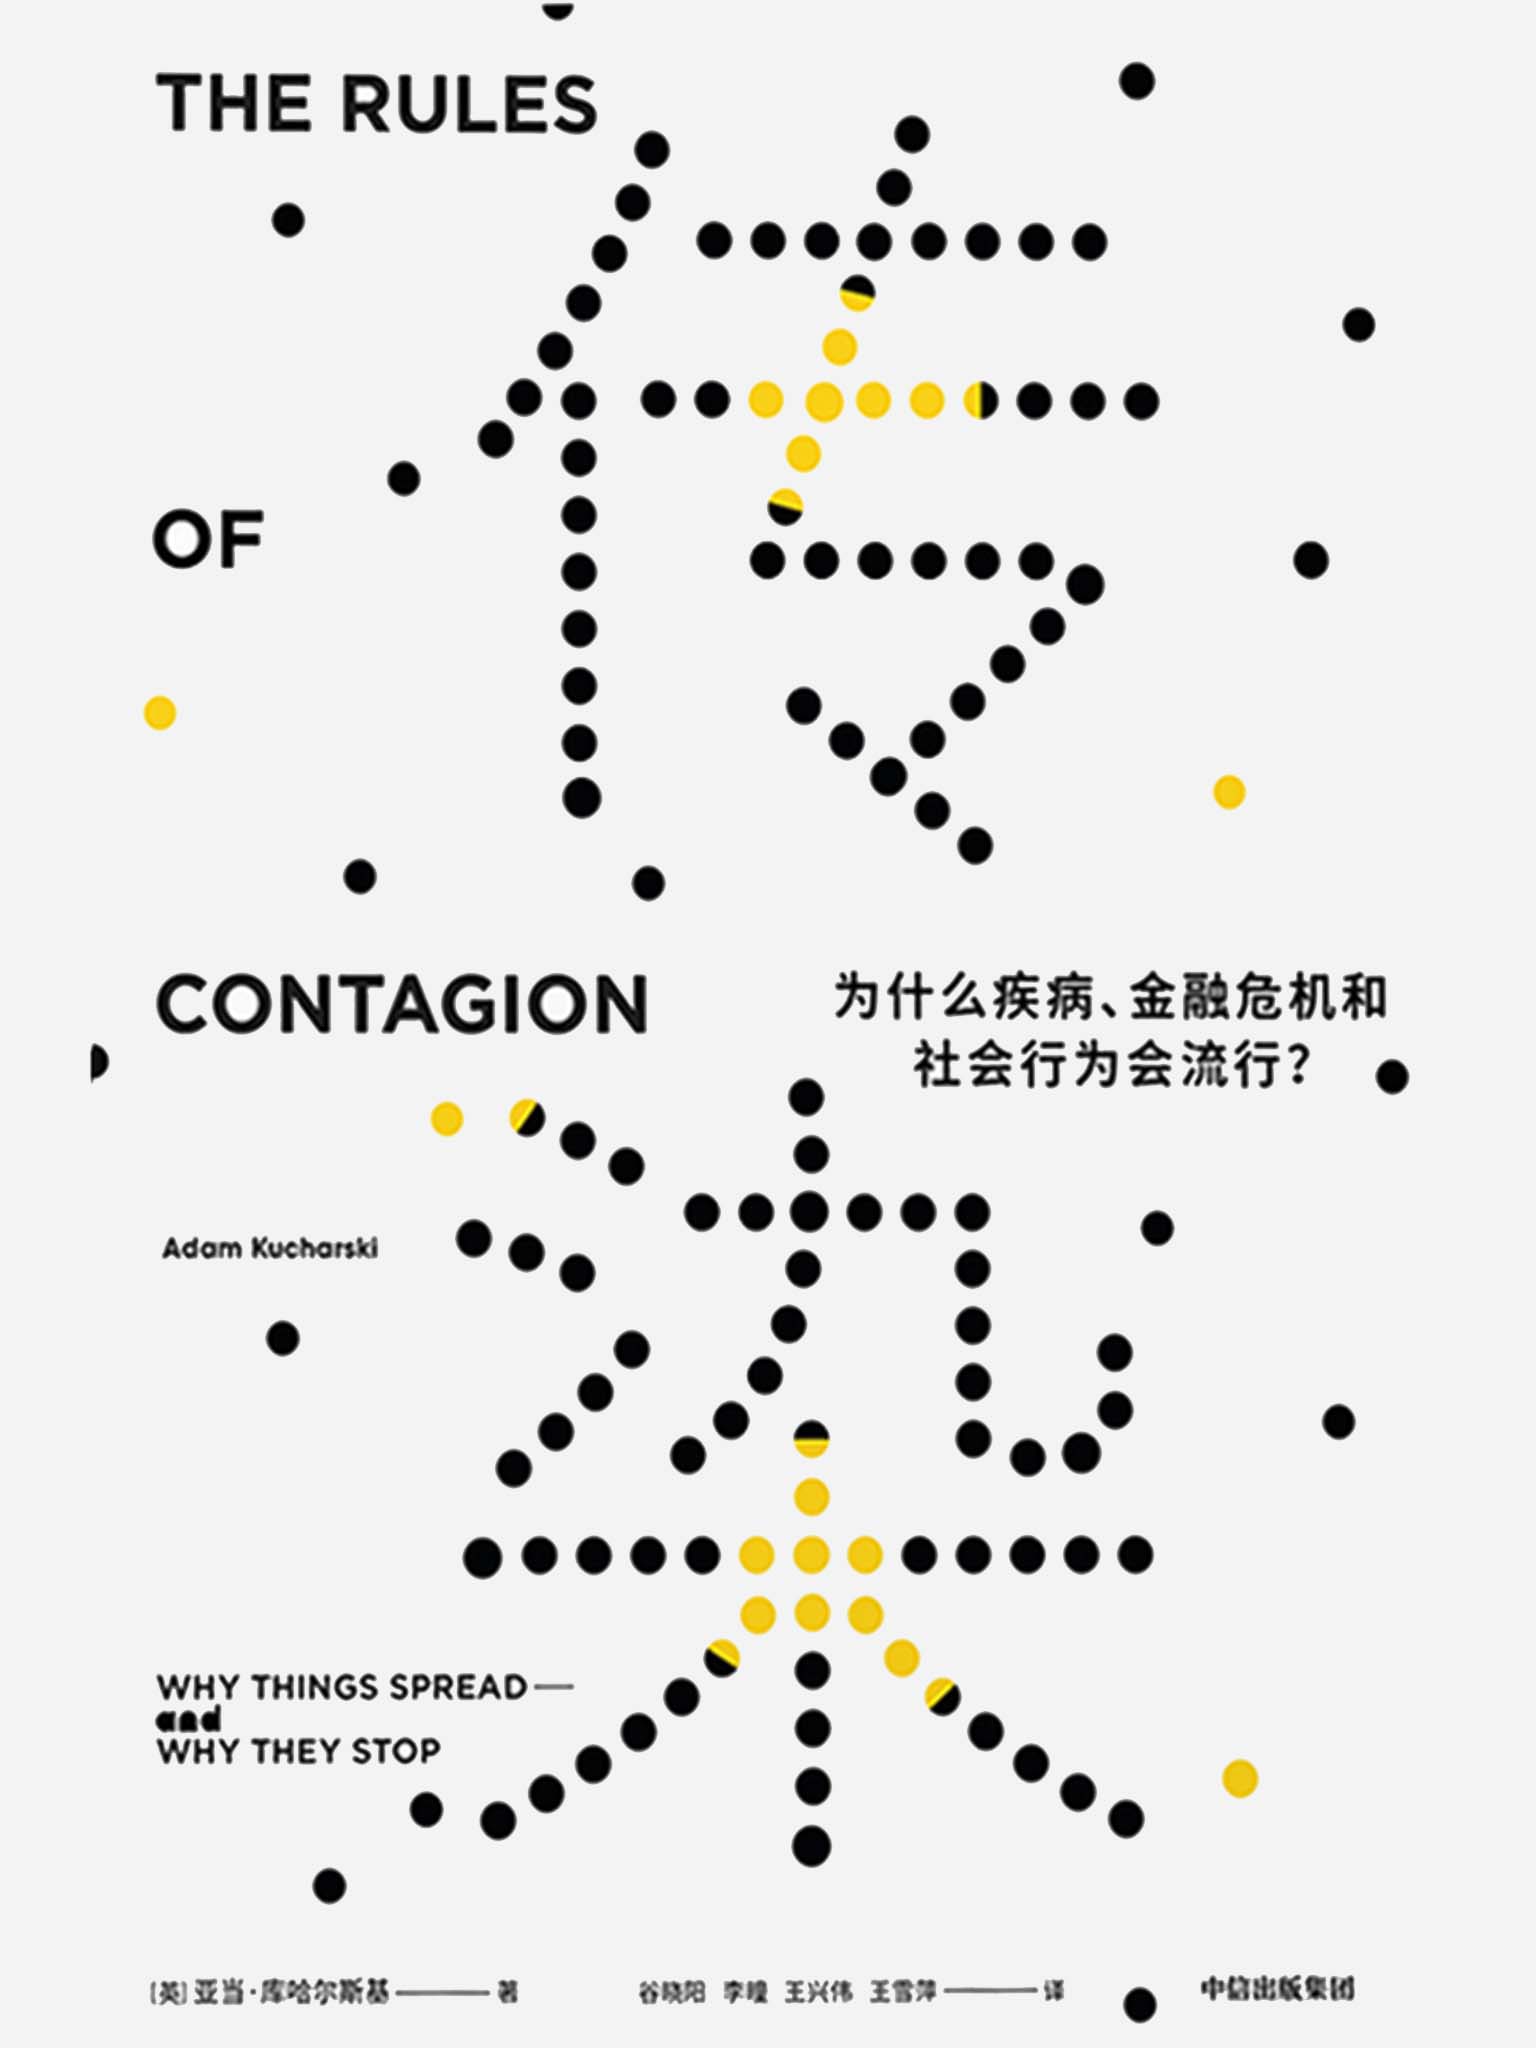 THE RULES
传
OF
CONTAGION
为什么疾病、金融危机和
社会行为会流行？
染
Adam Kucharski
WHY THINGS SPREAD—
and
WHY THEY STOP
[英] 亚当·库哈尔斯基——著
谷晓阳 李曈 王兴伟 王雪萍——译
中信出版集团